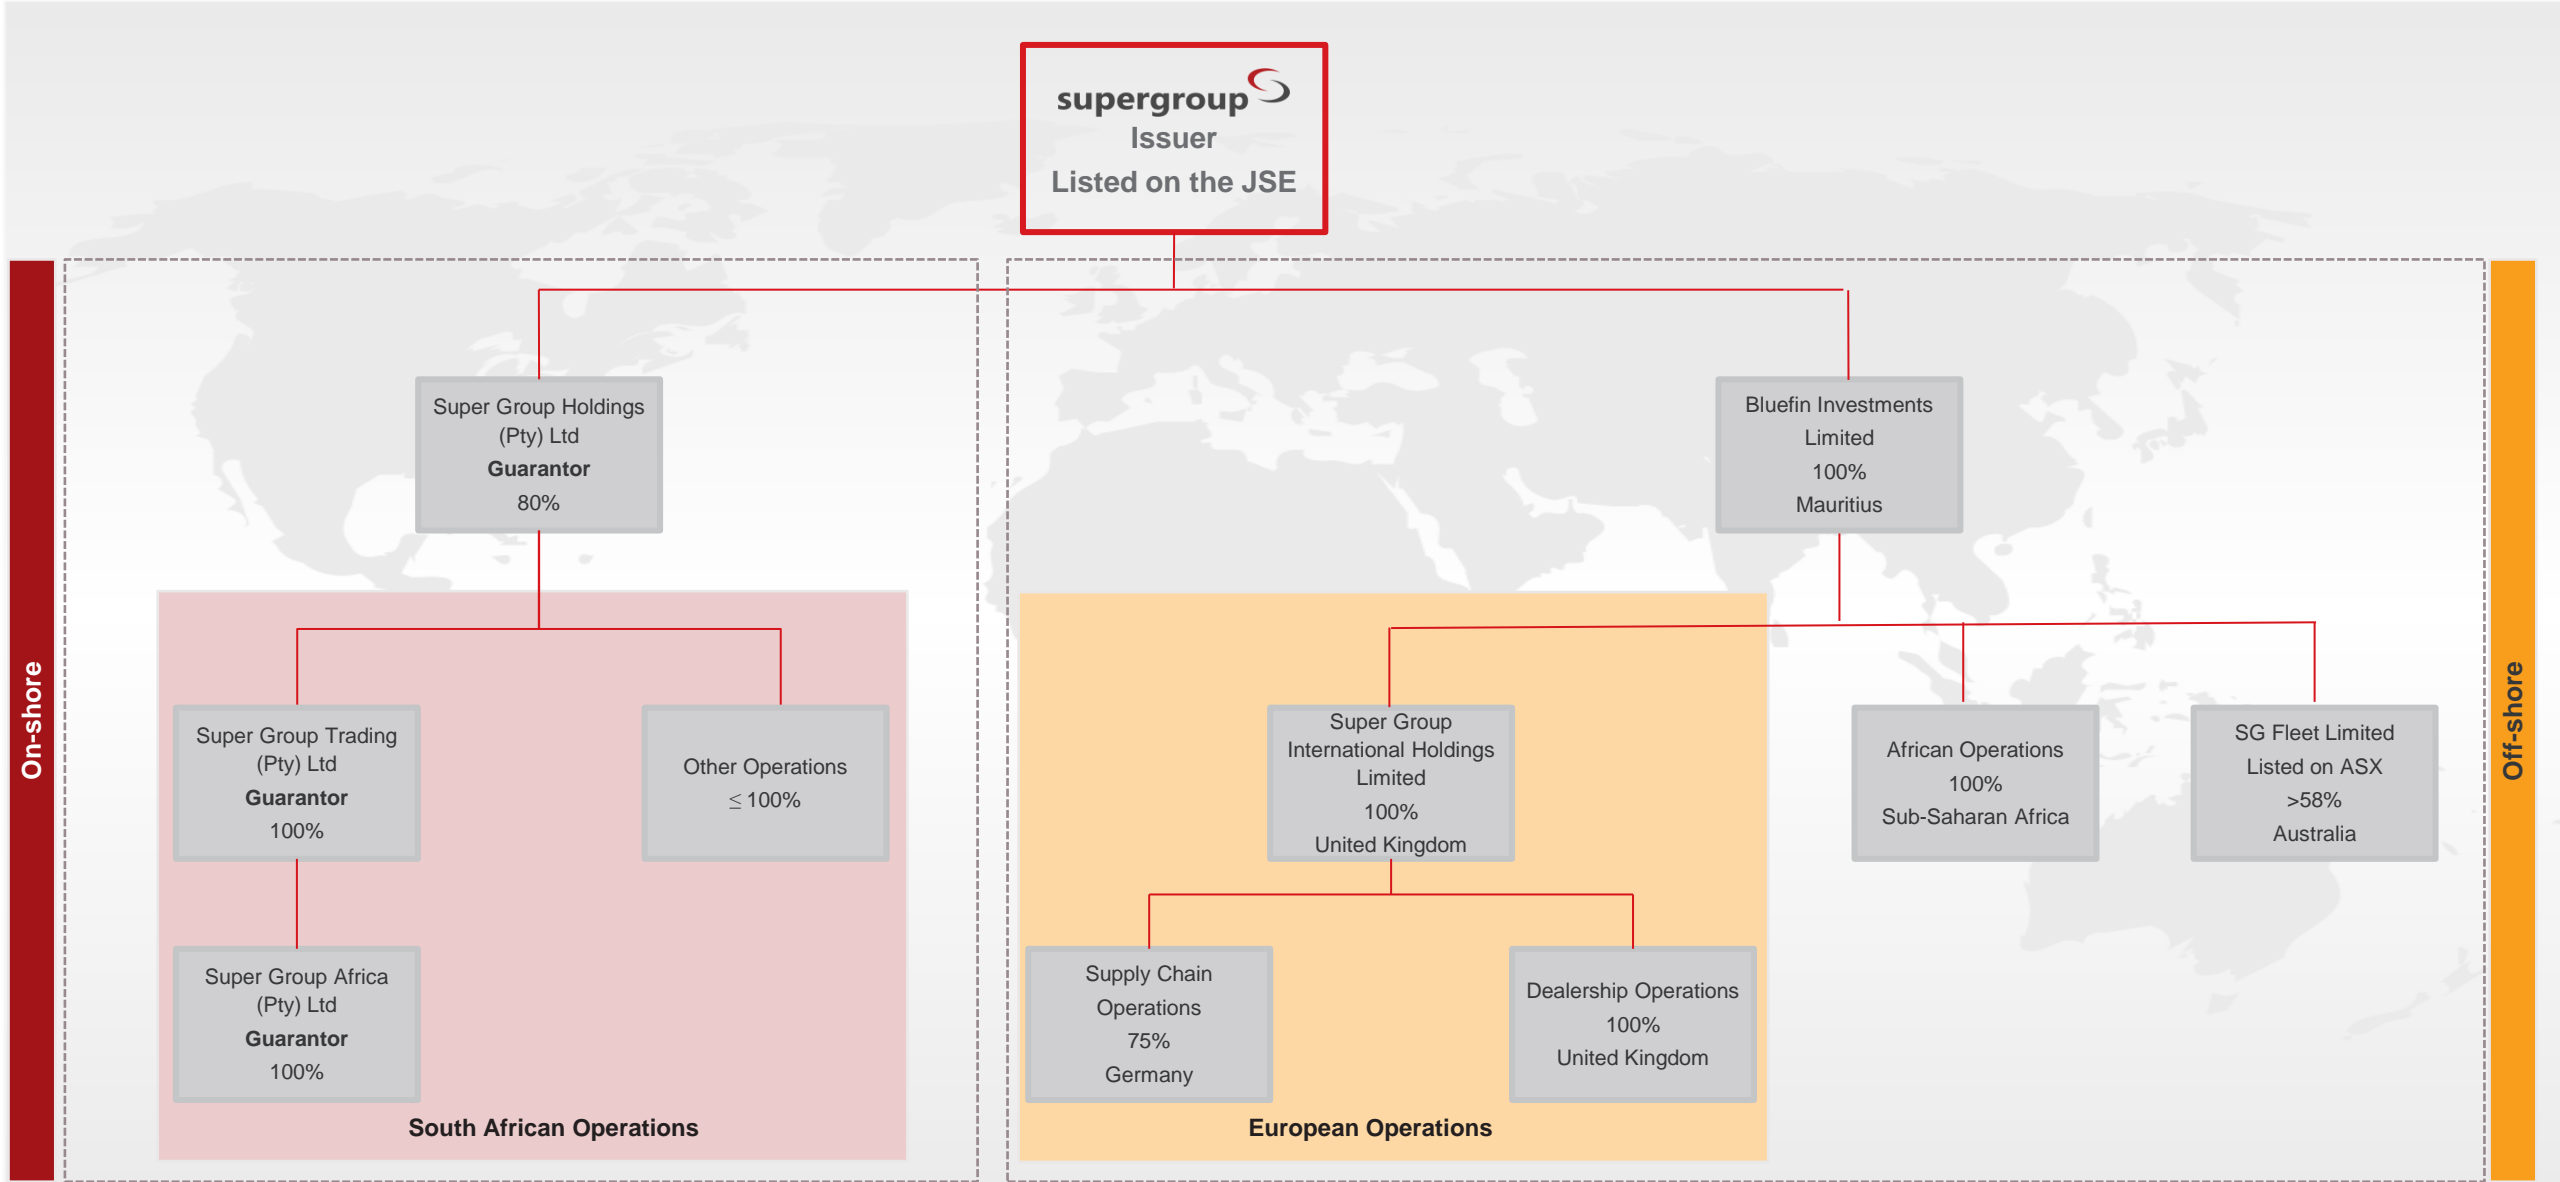 supergroup
Issuer
Listed on the JSE
On-shore
Super Group Holdings
(Pty) Ltd
Guarantor
80%
Super Group Trading
(Pty) Ltd
Guarantor
100%
Other Operations
≤ 100%
Super Group Africa
(Pty) Ltd
Guarantor
100%
South African Operations
Bluefin Investments
Limited
100%
Mauritius
Super Group
International Holdings
Limited
100%
United Kingdom
African Operations
100%
Sub-Saharan Africa
SG Fleet Limited
Listed on ASX
>58%
Australia
Supply Chain
Operations
75%
Germany
Dealership Operations
100%
United Kingdom
European Operations
Off-shore